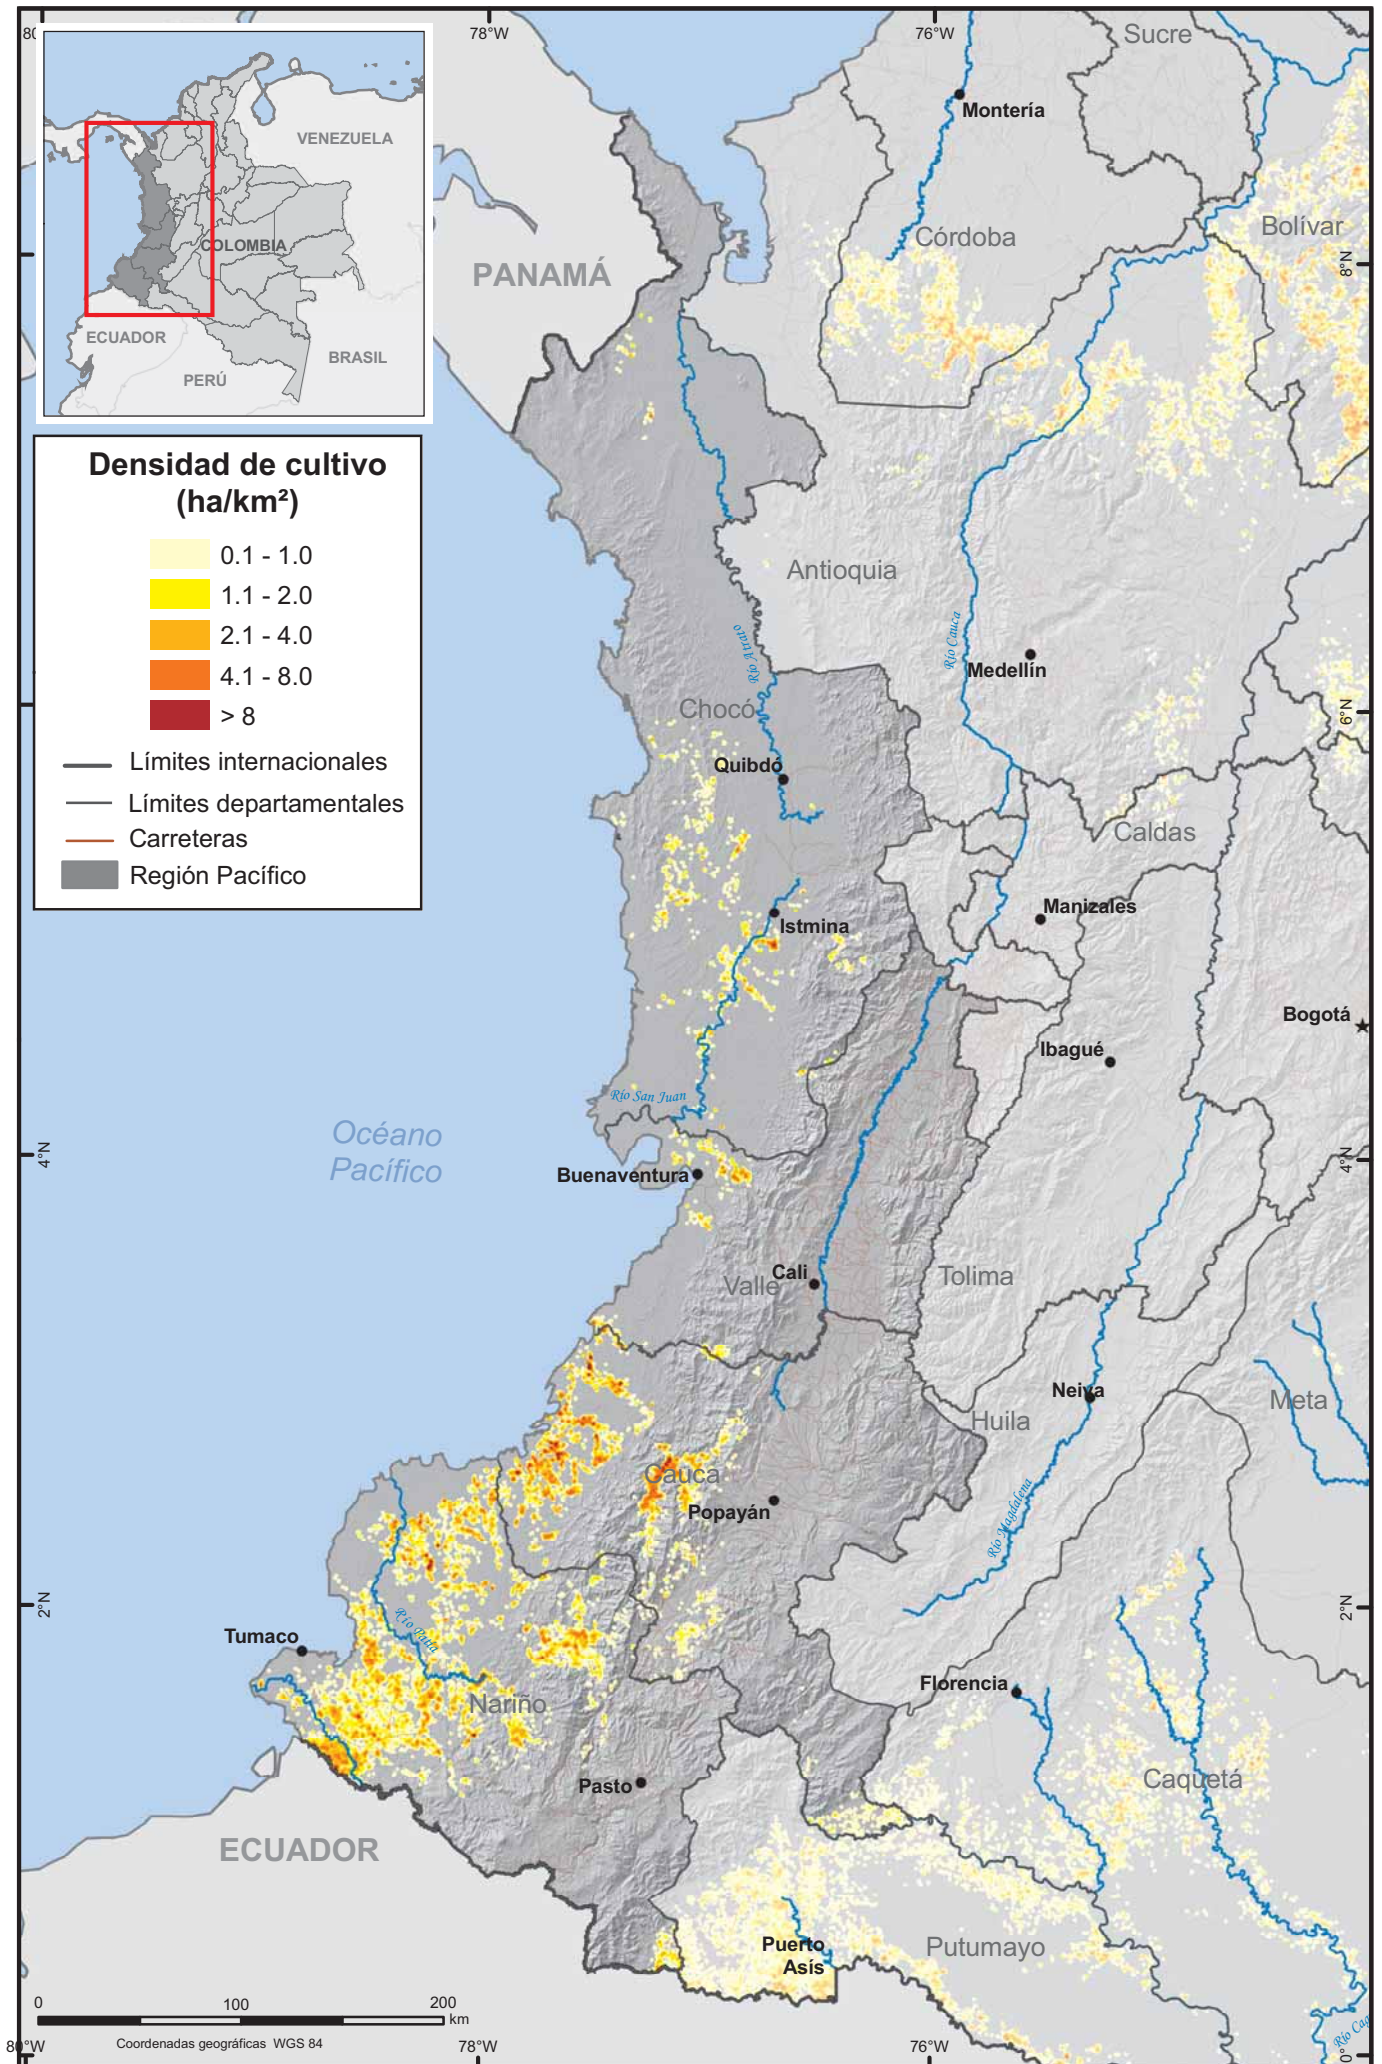 80
78°W
76°W
Sucre
Montería
VENEZUELA
COLOMBIA
ECUADOR
PERÚ
BRASIL
Córdoba
Bolívar
8°N
PANAMÁ
Densidad de cultivo
(ha/km²)
0.1 - 1.0
1.1 - 2.0
2.1 - 4.0
4.1 - 8.0
> 8
Límites internacionales
Límites departamentales
Carreteras
Región Pacífico
Antioquia
Río Atrato
Río Cauca
Medellín
Chocó
6°N
Quibdó
Caldas
Manizales
Istmina
Bogotá
Ibagué
Río San Juan
Océano
Pacífico
4°N
4°N
Buenaventura
Cali
Valle
Tolima
Neiva
Meta
Huila
Cauca
Popayán
Río Magdalena
2°N
2°N
Río Patía
Tumaco
Florencia
Nariño
Caquetá
Pasto
ECUADOR
Puerto
Asís
Putumayo
0
100
200
km
Coordenadas geográficas WGS 84
80°W
78°W
76°W
0°
Río Caq